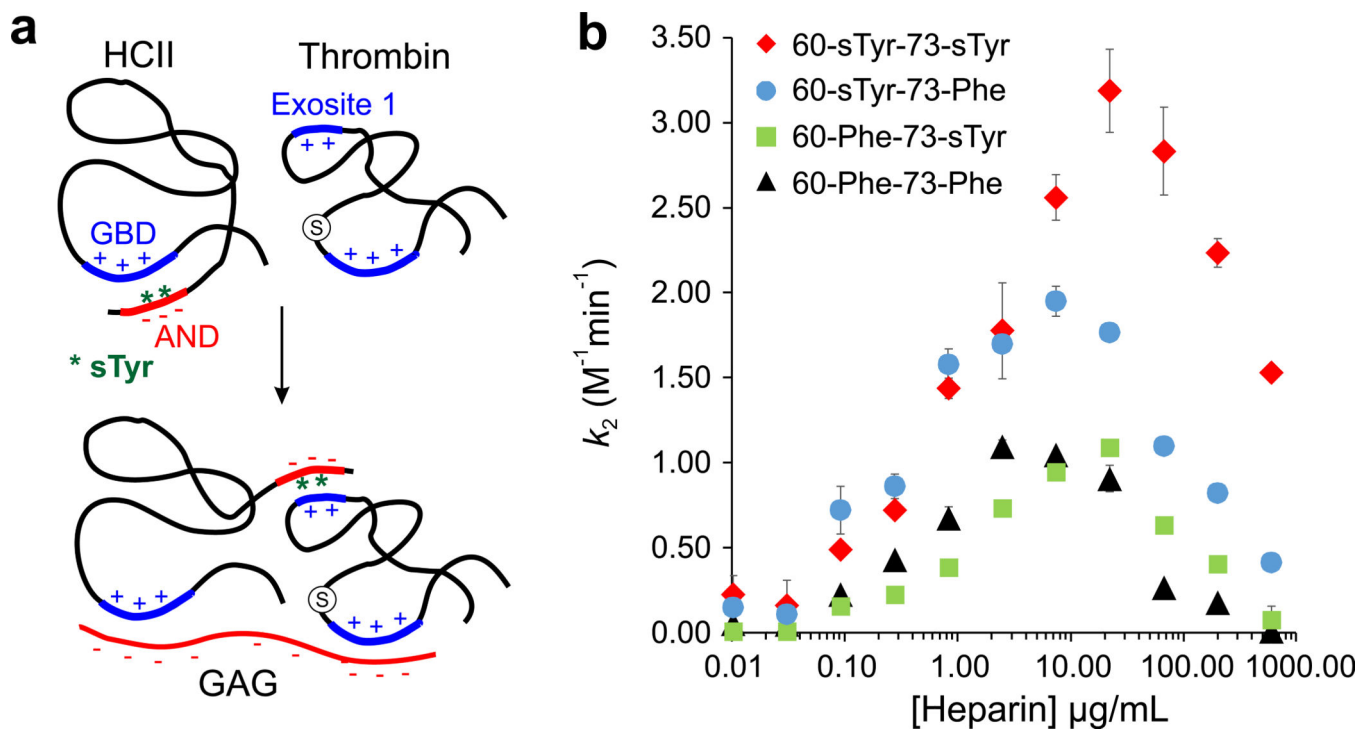 a
HCII
Thrombin
Exosite 1
+ +
S
GBD
+ + +
+ + +
* *
- - -
AND
* sTyr
- - -
* *
+ +
S
+ + +
+ + +
- - - - - - - - -
GAG
b
3.50
3.00
2.50
2.00
1.50
1.00
0.50
0.00
k₂ (M⁻¹min⁻¹)
60-sTyr-73-sTyr
60-sTyr-73-Phe
60-Phe-73-sTyr
60-Phe-73-Phe
0.01 0.10 1.00 10.00 100.00 1000.00
[Heparin] µg/mL